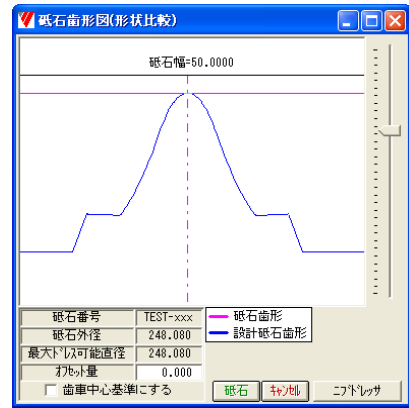 砥石歯形図(形状比較)
砥石幅=50.0000
砥石番号 TEST-xxx
砥石外径 248.080
最大ﾄﾞﾚｽ可能直径 248.080
ｵﾌｾｯﾄ量 0.000
砥石歯形
設計砥石歯形
歯車中心基準にする
砥石 ｷｬﾝｾﾙ ﾆﾌﾞﾄﾞﾚｯｻ